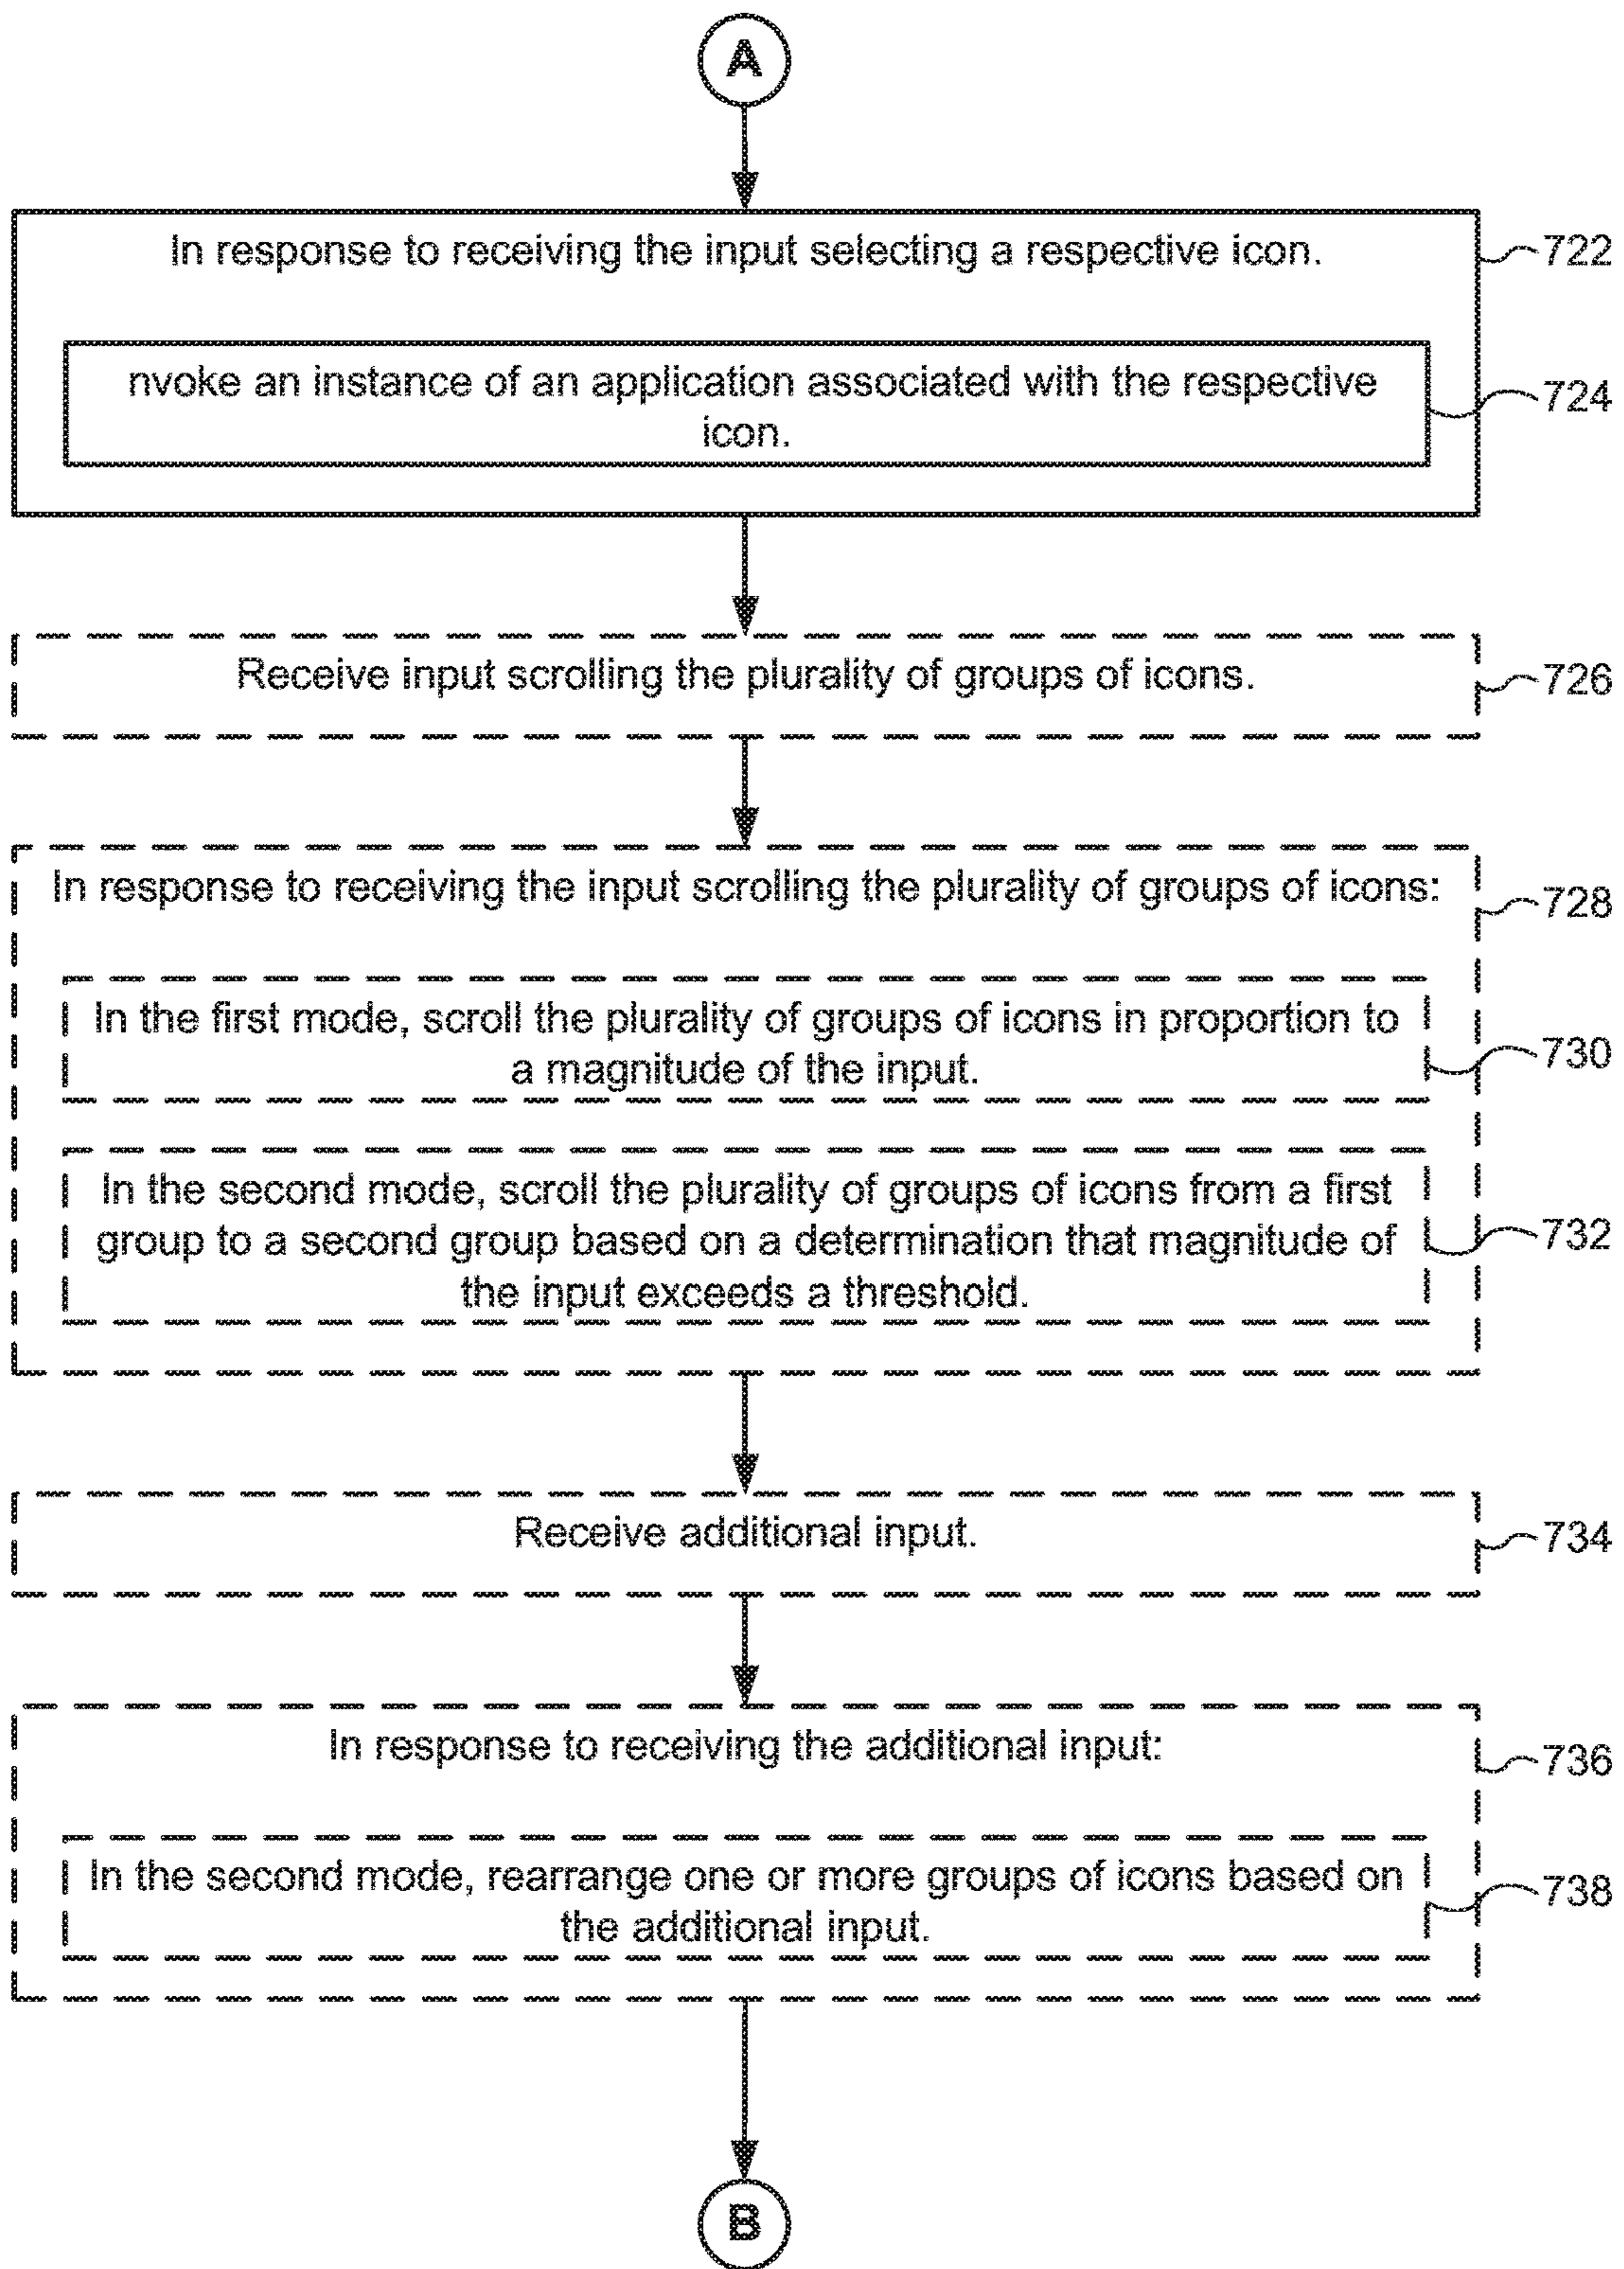 A
In response to receiving the input selecting a respective icon.
722
nvoke an instance of an application associated with the respective
icon.
724
Receive input scrolling the plurality of groups of icons.
726
In response to receiving the input scrolling the plurality of groups of icons:
728
In the first mode, scroll the plurality of groups of icons in proportion to
a magnitude of the input.
730
In the second mode, scroll the plurality of groups of icons from a first
group to a second group based on a determination that magnitude of
the input exceeds a threshold.
732
Receive additional input.
734
In response to receiving the additional input:
736
In the second mode, rearrange one or more groups of icons based on
the additional input.
738
B